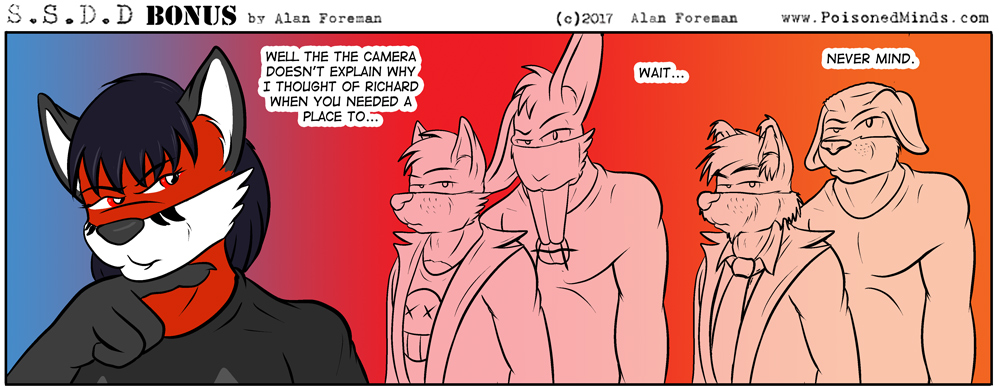 S.S.D.D BONUS by Alan Foreman (c)2017 Alan Foreman www.PoisonedMinds.com
WELL THE THE CAMERA
DOESN'T EXPLAIN WHY
I THOUGHT OF RICHARD
WHEN YOU NEEDED A
PLACE TO...
WAIT...
NEVER MIND.